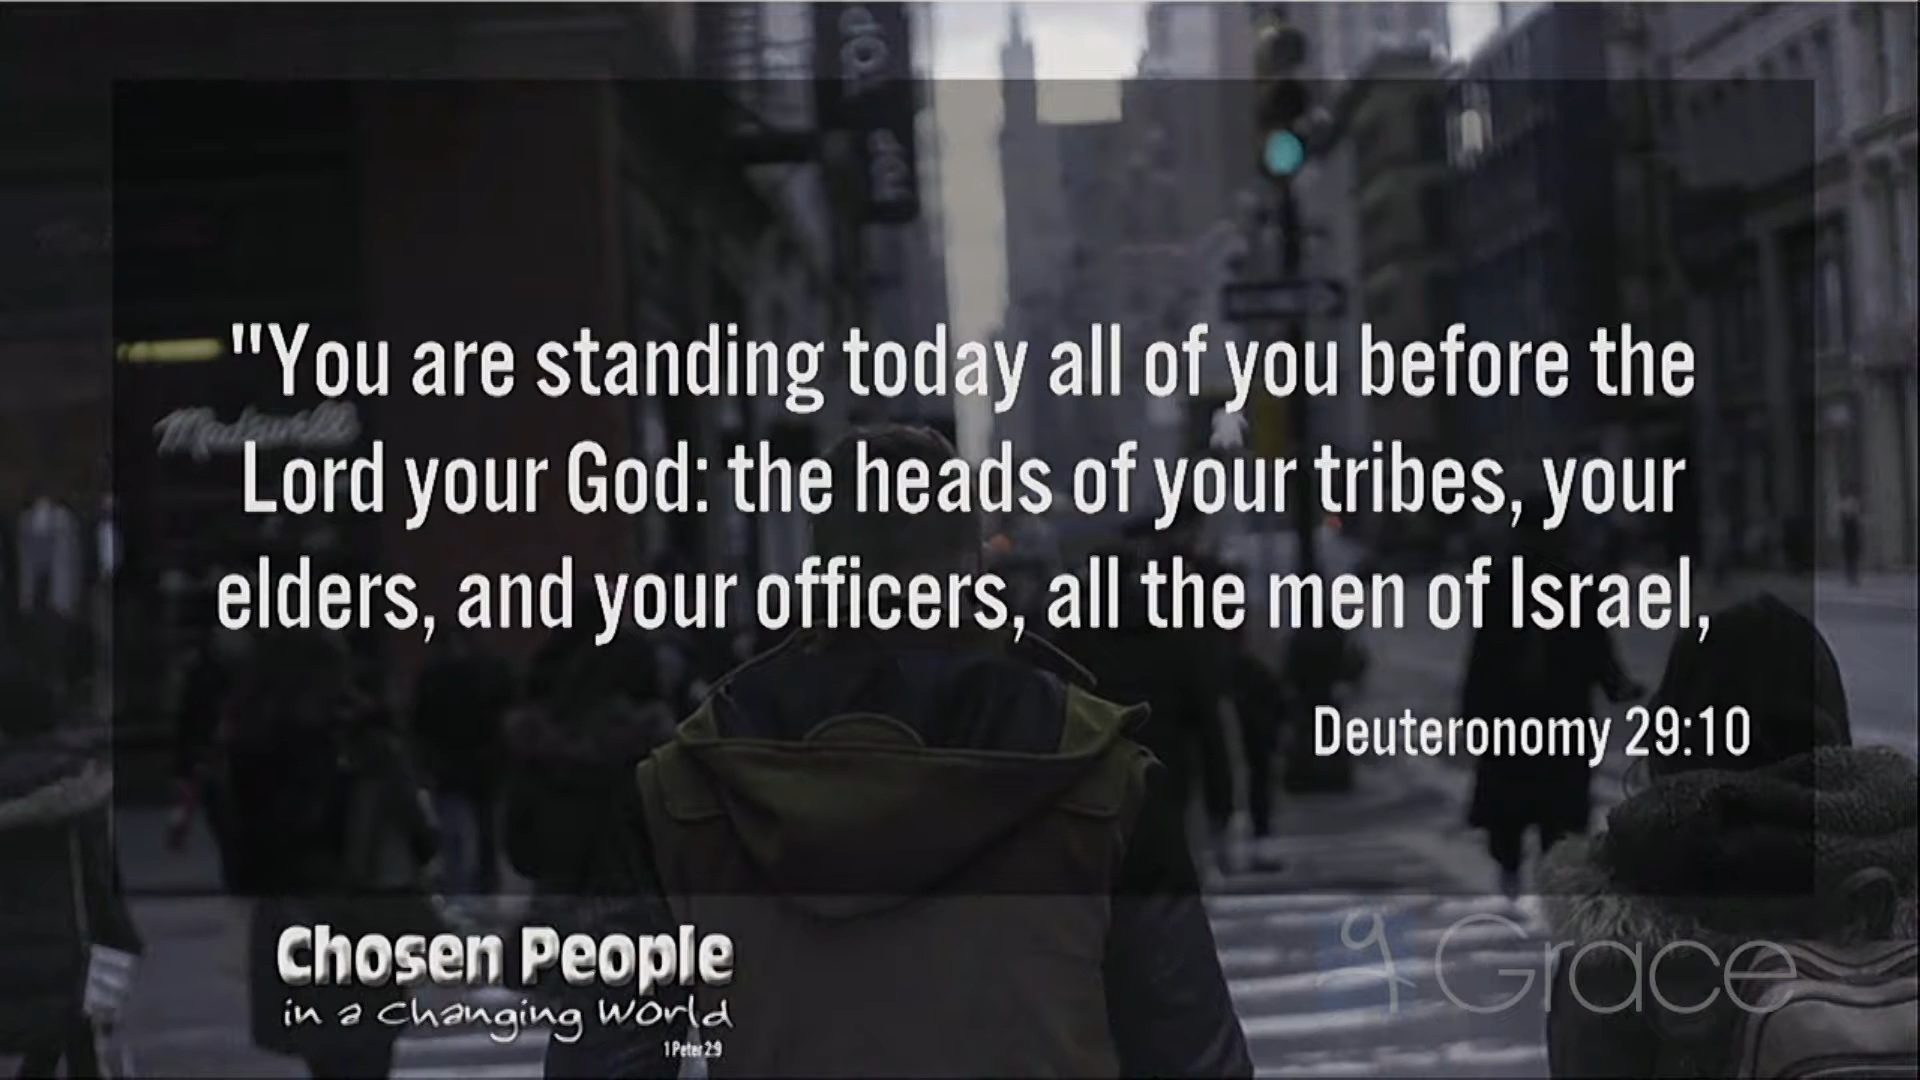 "You are standing today all of you before the
Lord your God: the heads of your tribes, your
elders, and your officers, all the men of Israel,
Deuteronomy 29:10
Chosen People
in a Changing World
1 Peter 2:9
Grace